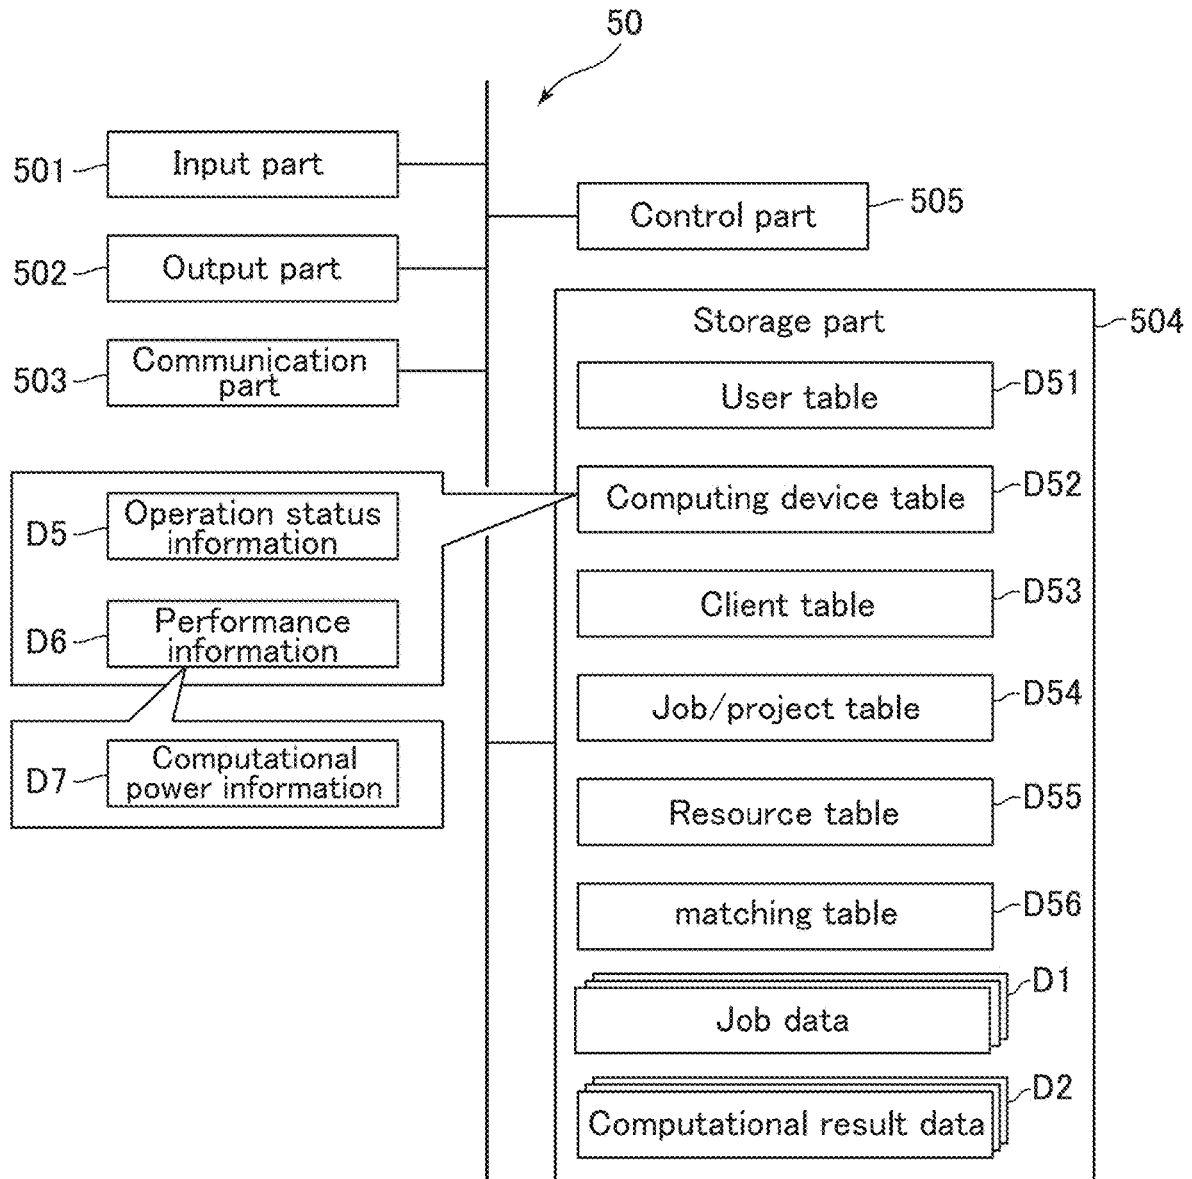 50
501
Input part
Control part
505
502
Output part
Storage part
504
503
Communication
part
User table
D51
Computing device table
D52
D5
Operation status
information
Client table
D53
D6
Performance
information
Job/project table
D54
D7
Computational
power information
Resource table
D55
matching table
D56
Job data
D1
Computational result data
D2